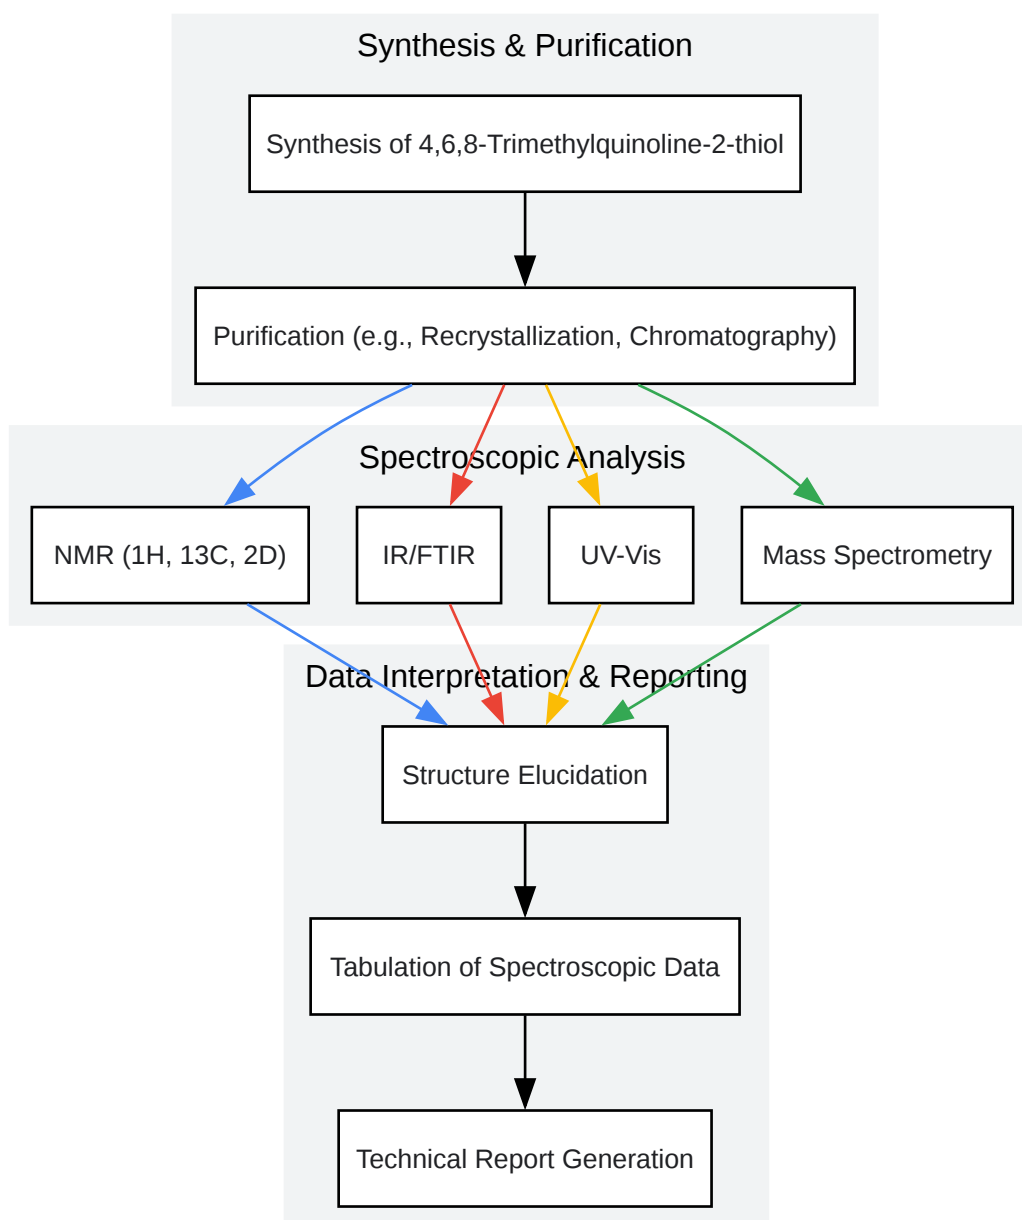 Synthesis & Purification
Synthesis of 4,6,8-Trimethylquinoline-2-thiol
Purification (e.g., Recrystallization, Chromatography)
Spectroscopic Analysis
NMR (1H, 13C, 2D)
IR/FTIR
UV-Vis
Mass Spectrometry
Data Interpretation & Reporting
Structure Elucidation
Tabulation of Spectroscopic Data
Technical Report Generation